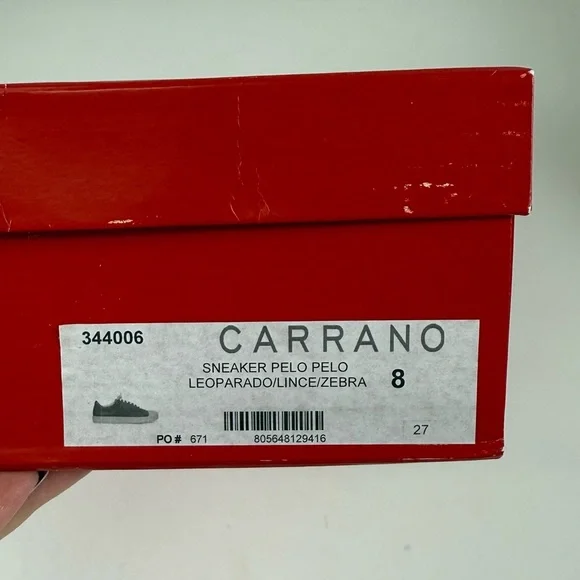 344006 CARRANO
SNEAKER PELO PELO
LEOPARADO/LINCE/ZEBRA 8
PO # 671 805648129416 27